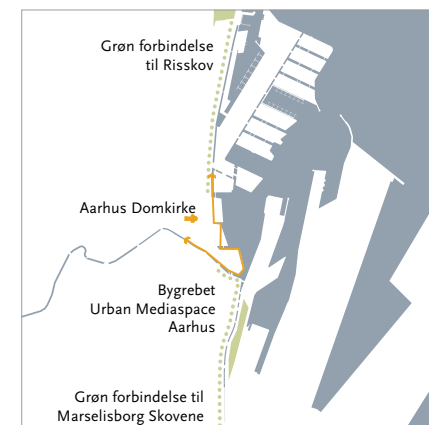 Grøn forbindelse
til Risskov
Aarhus Domkirke
Bygrebet
Urban Mediaspace
Aarhus
Grøn forbindelse til
Marselisborg Skovene